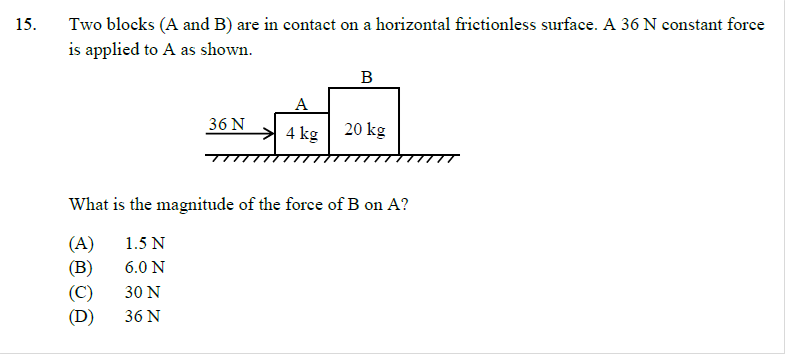 15. Two blocks (A and B) are in contact on a horizontal frictionless surface. A 36 N constant force
is applied to A as shown.
B
A
36 N
4 kg 20 kg
What is the magnitude of the force of B on A?
(A) 1.5 N
(B) 6.0 N
(C) 30 N
(D) 36 N